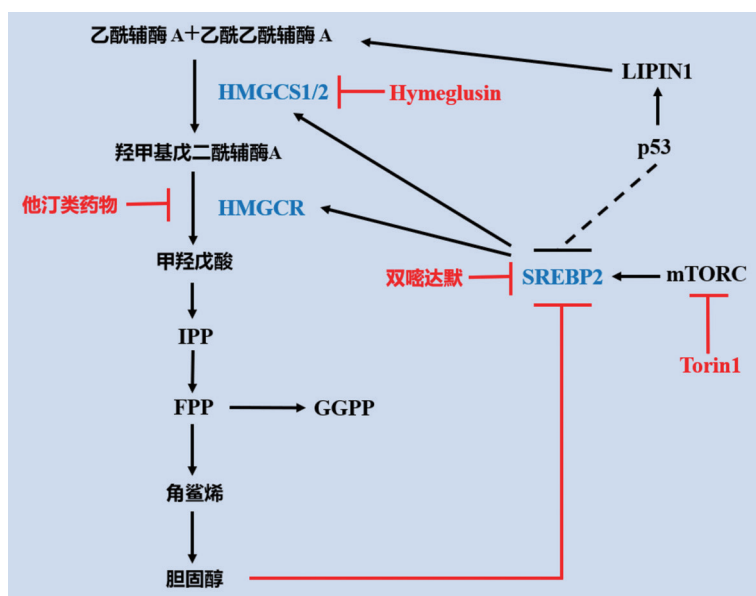 乙酰辅酶A+乙酰乙酰辅酶A
LIPIN1
HMGCS1/2
Hymeglusin
p53
羟甲基戊二酰辅酶A
他汀类药物
HMGCR
甲羟戊酸
双嘧达默
SREBP2
mTORC
IPP
Torin1
FPP
GGPP
角鲨烯
胆固醇